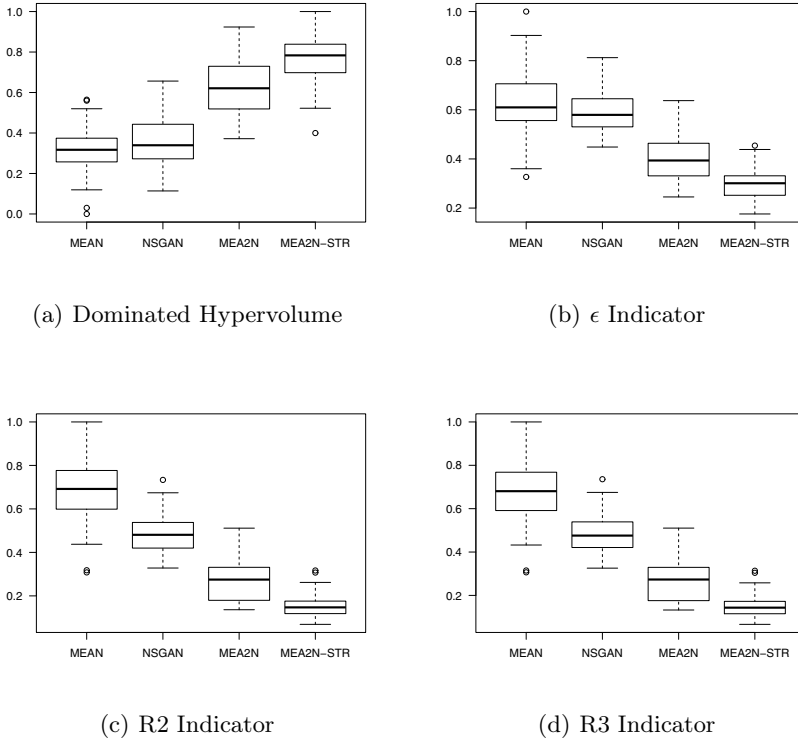 1.0
0.8
0.6
0.4
0.2
0.0
MEAN NSGAN MEA2N MEA2N-STR
(a) Dominated Hypervolume
1.0
0.8
0.6
0.4
0.2
MEAN NSGAN MEA2N MEA2N-STR
(b) ϵ Indicator
1.0
0.8
0.6
0.4
0.2
MEAN NSGAN MEA2N MEA2N-STR
(c) R2 Indicator
1.0
0.8
0.6
0.4
0.2
MEAN NSGAN MEA2N MEA2N-STR
(d) R3 Indicator